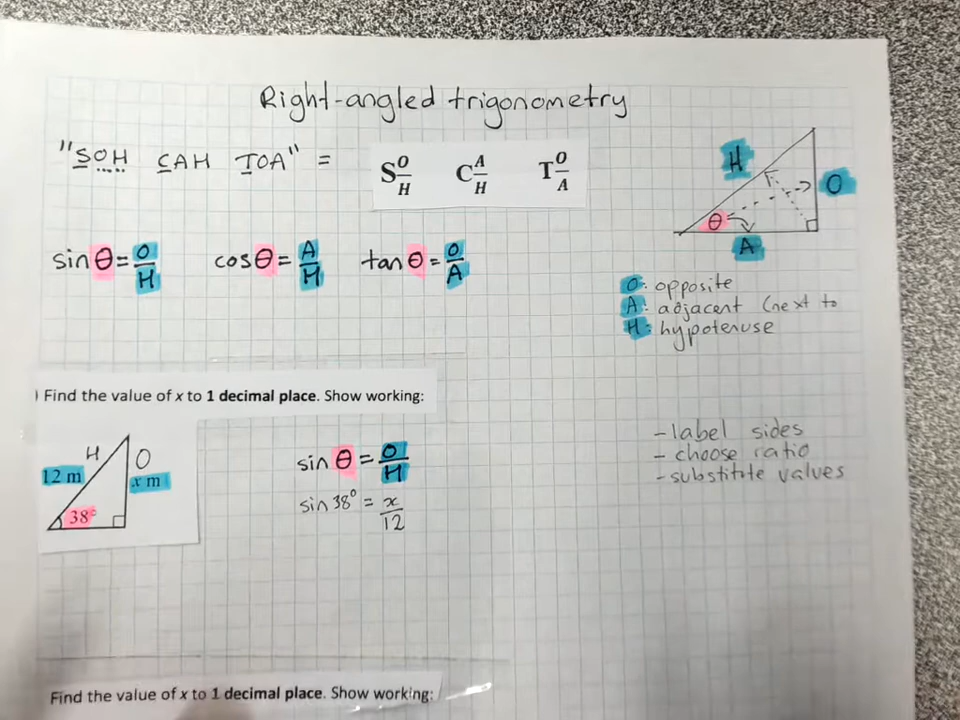 Right-angled trigonometry
"SOH CAH TOA" =
S O/H C A/H T O/A
H
O
θ
A
sin θ = O/H cos θ = A/H tan θ = O/A
O: opposite
A: adjacent (next to
H: hypotenuse
) Find the value of x to 1 decimal place. Show working:
H
O
12 m
x m
38°
sin θ = O/H
sin 38° = x/12
- label sides
- choose ratio
- substitute values
Find the value of x to 1 decimal place. Show working: